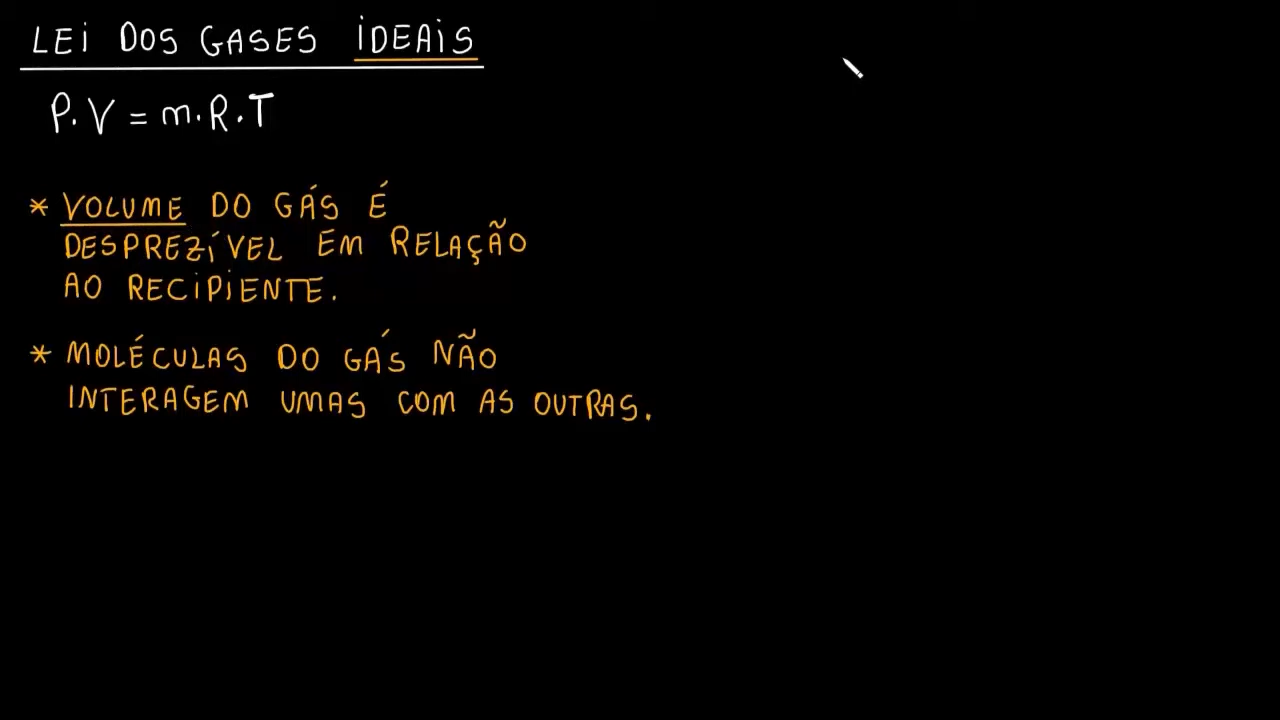 LEI DOS GASES IDEAIS
P.V = n.R.T
* VOLUME DO GÁS É
DESPREZÍVEL EM RELAÇÃO
AO RECIPIENTE.
* MOLÉCULAS DO GÁS NÃO
INTERAGEM UMAS COM AS OUTRAS.